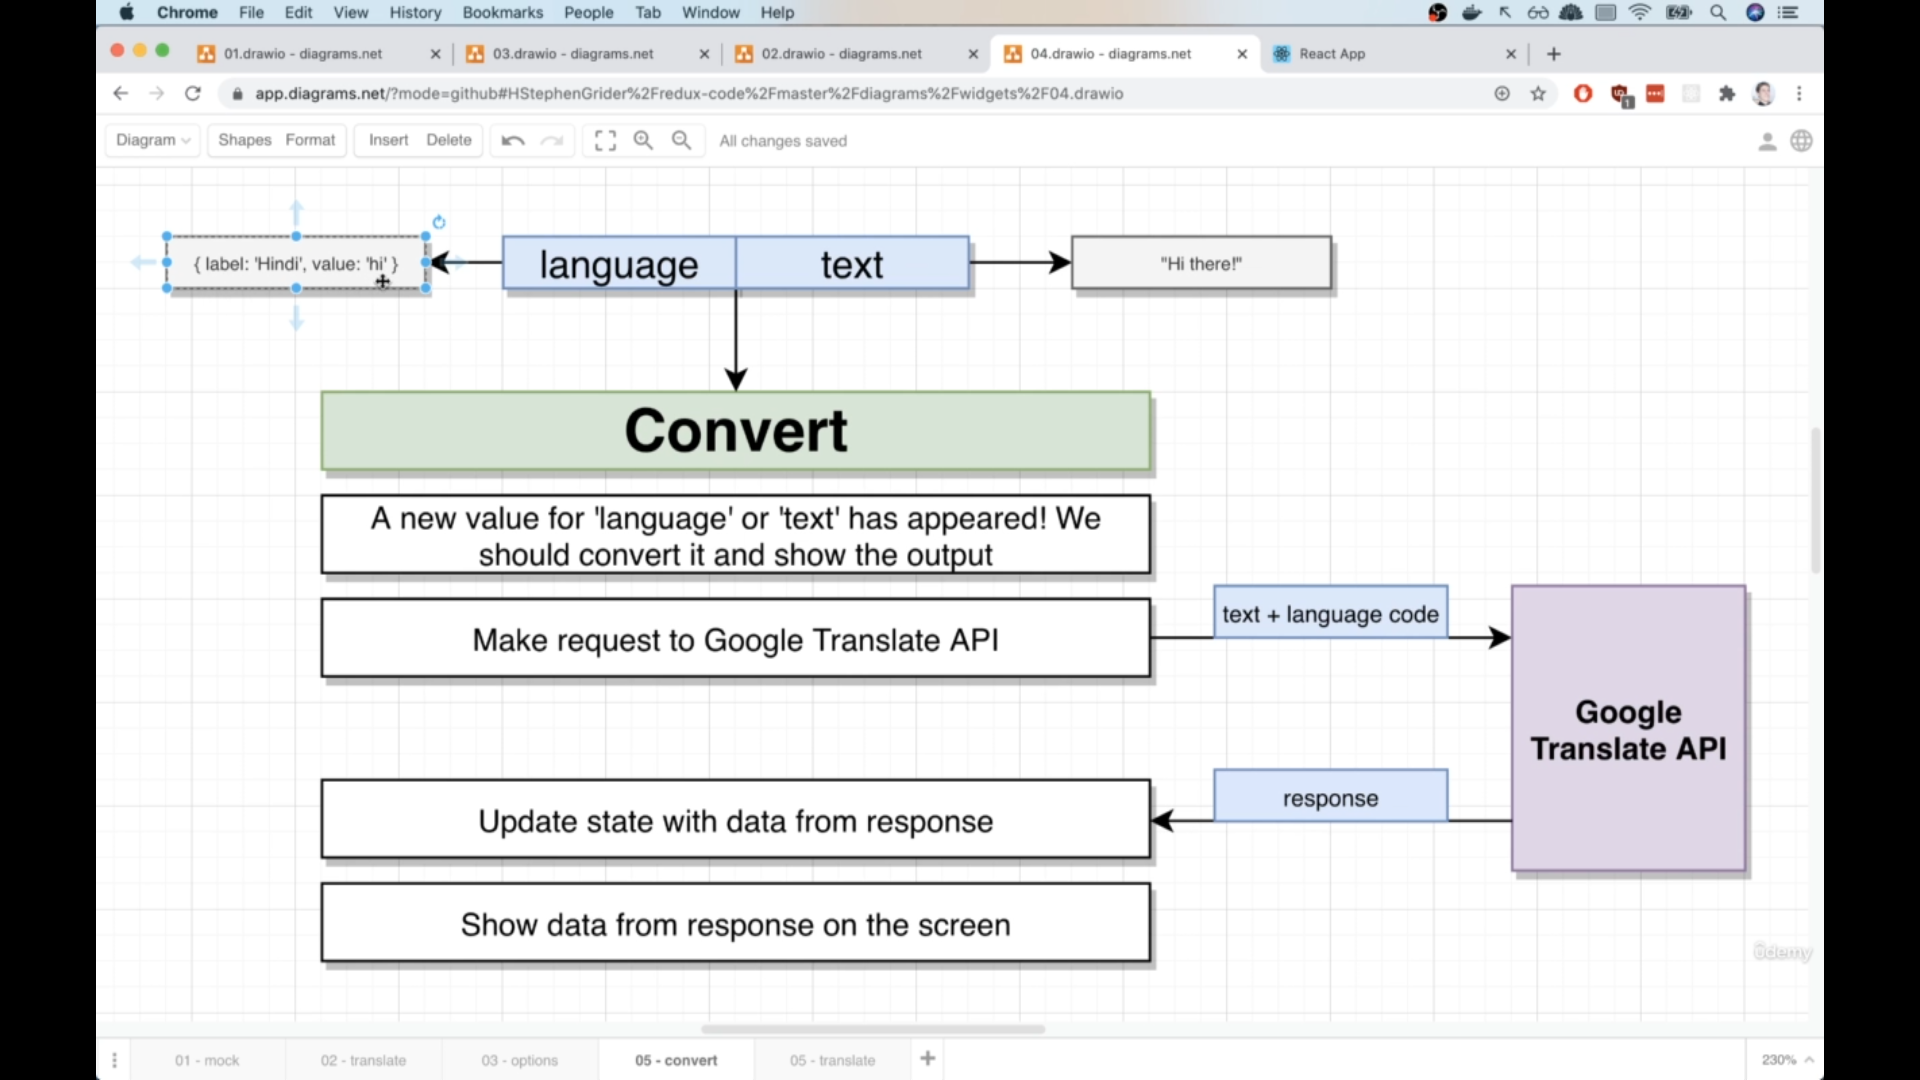 Chrome File Edit View History Bookmarks People Tab Window Help
01.drawio - diagrams.net
03.drawio - diagrams.net
02.drawio - diagrams.net
04.drawio - diagrams.net
React App
app.diagrams.net/?mode=github#HStephenGrider%2Fredux-code%2Fmaster%2Fdiagrams%2Fwidgets%2F04.drawio
1
Diagram Shapes Format Insert Delete All changes saved
{ label: 'Hindi', value: 'hi' }
language
text
"Hi there!"
Convert
A new value for 'language' or 'text' has appeared! We
should convert it and show the output
Make request to Google Translate API
text + language code
Google
Translate API
response
Update state with data from response
Show data from response on the screen
ûdemy
01 - mock
02 - translate
03 - options
05 - convert
05 - translate
230%